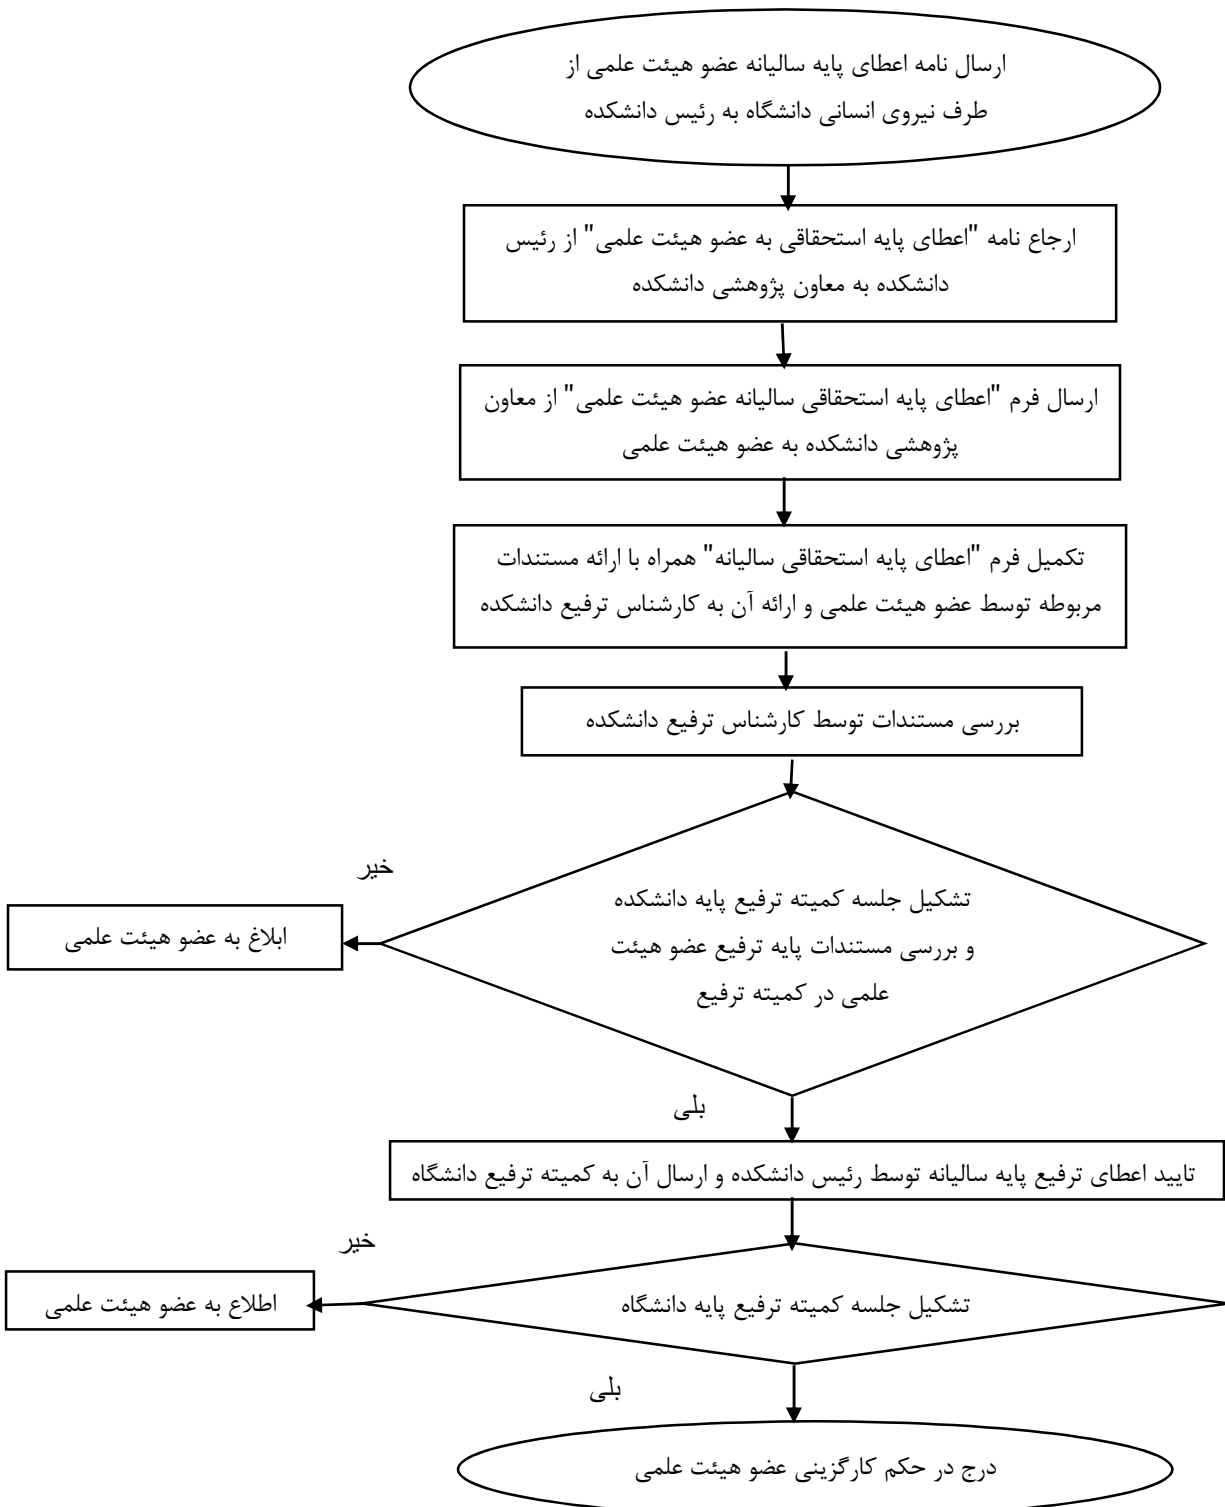 ارسال نامه اعطای پایه سالیانه عضو هیئت علمی از
طرف نیروی انسانی دانشگاه به رئیس دانشکده
ارجاع نامه "اعطای پایه استحقاقی به عضو هیئت علمی" از رئیس
دانشکده به معاون پژوهشی دانشکده
ارسال فرم "اعطای پایه استحقاقی سالیانه عضو هیئت علمی" از معاون
پژوهشی دانشکده به عضو هیئت علمی
تکمیل فرم "اعطای پایه استحقاقی سالیانه" همراه با ارائه مستندات
مربوطه توسط عضو هیئت علمی و ارائه آن به کارشناس ترفیع دانشکده
بررسی مستندات توسط کارشناس ترفیع دانشکده
تشکیل جلسه کمیته ترفیع پایه دانشکده
و بررسی مستندات پایه ترفیع عضو هیئت
علمی در کمیته ترفیع
خیر
ابلاغ به عضو هیئت علمی
بلی
تایید اعطای ترفیع پایه سالیانه توسط رئیس دانشکده و ارسال آن به کمیته ترفیع دانشگاه
خیر
تشکیل جلسه کمیته ترفیع پایه دانشگاه
اطلاع به عضو هیئت علمی
بلی
درج در حکم کارگزینی عضو هیئت علمی